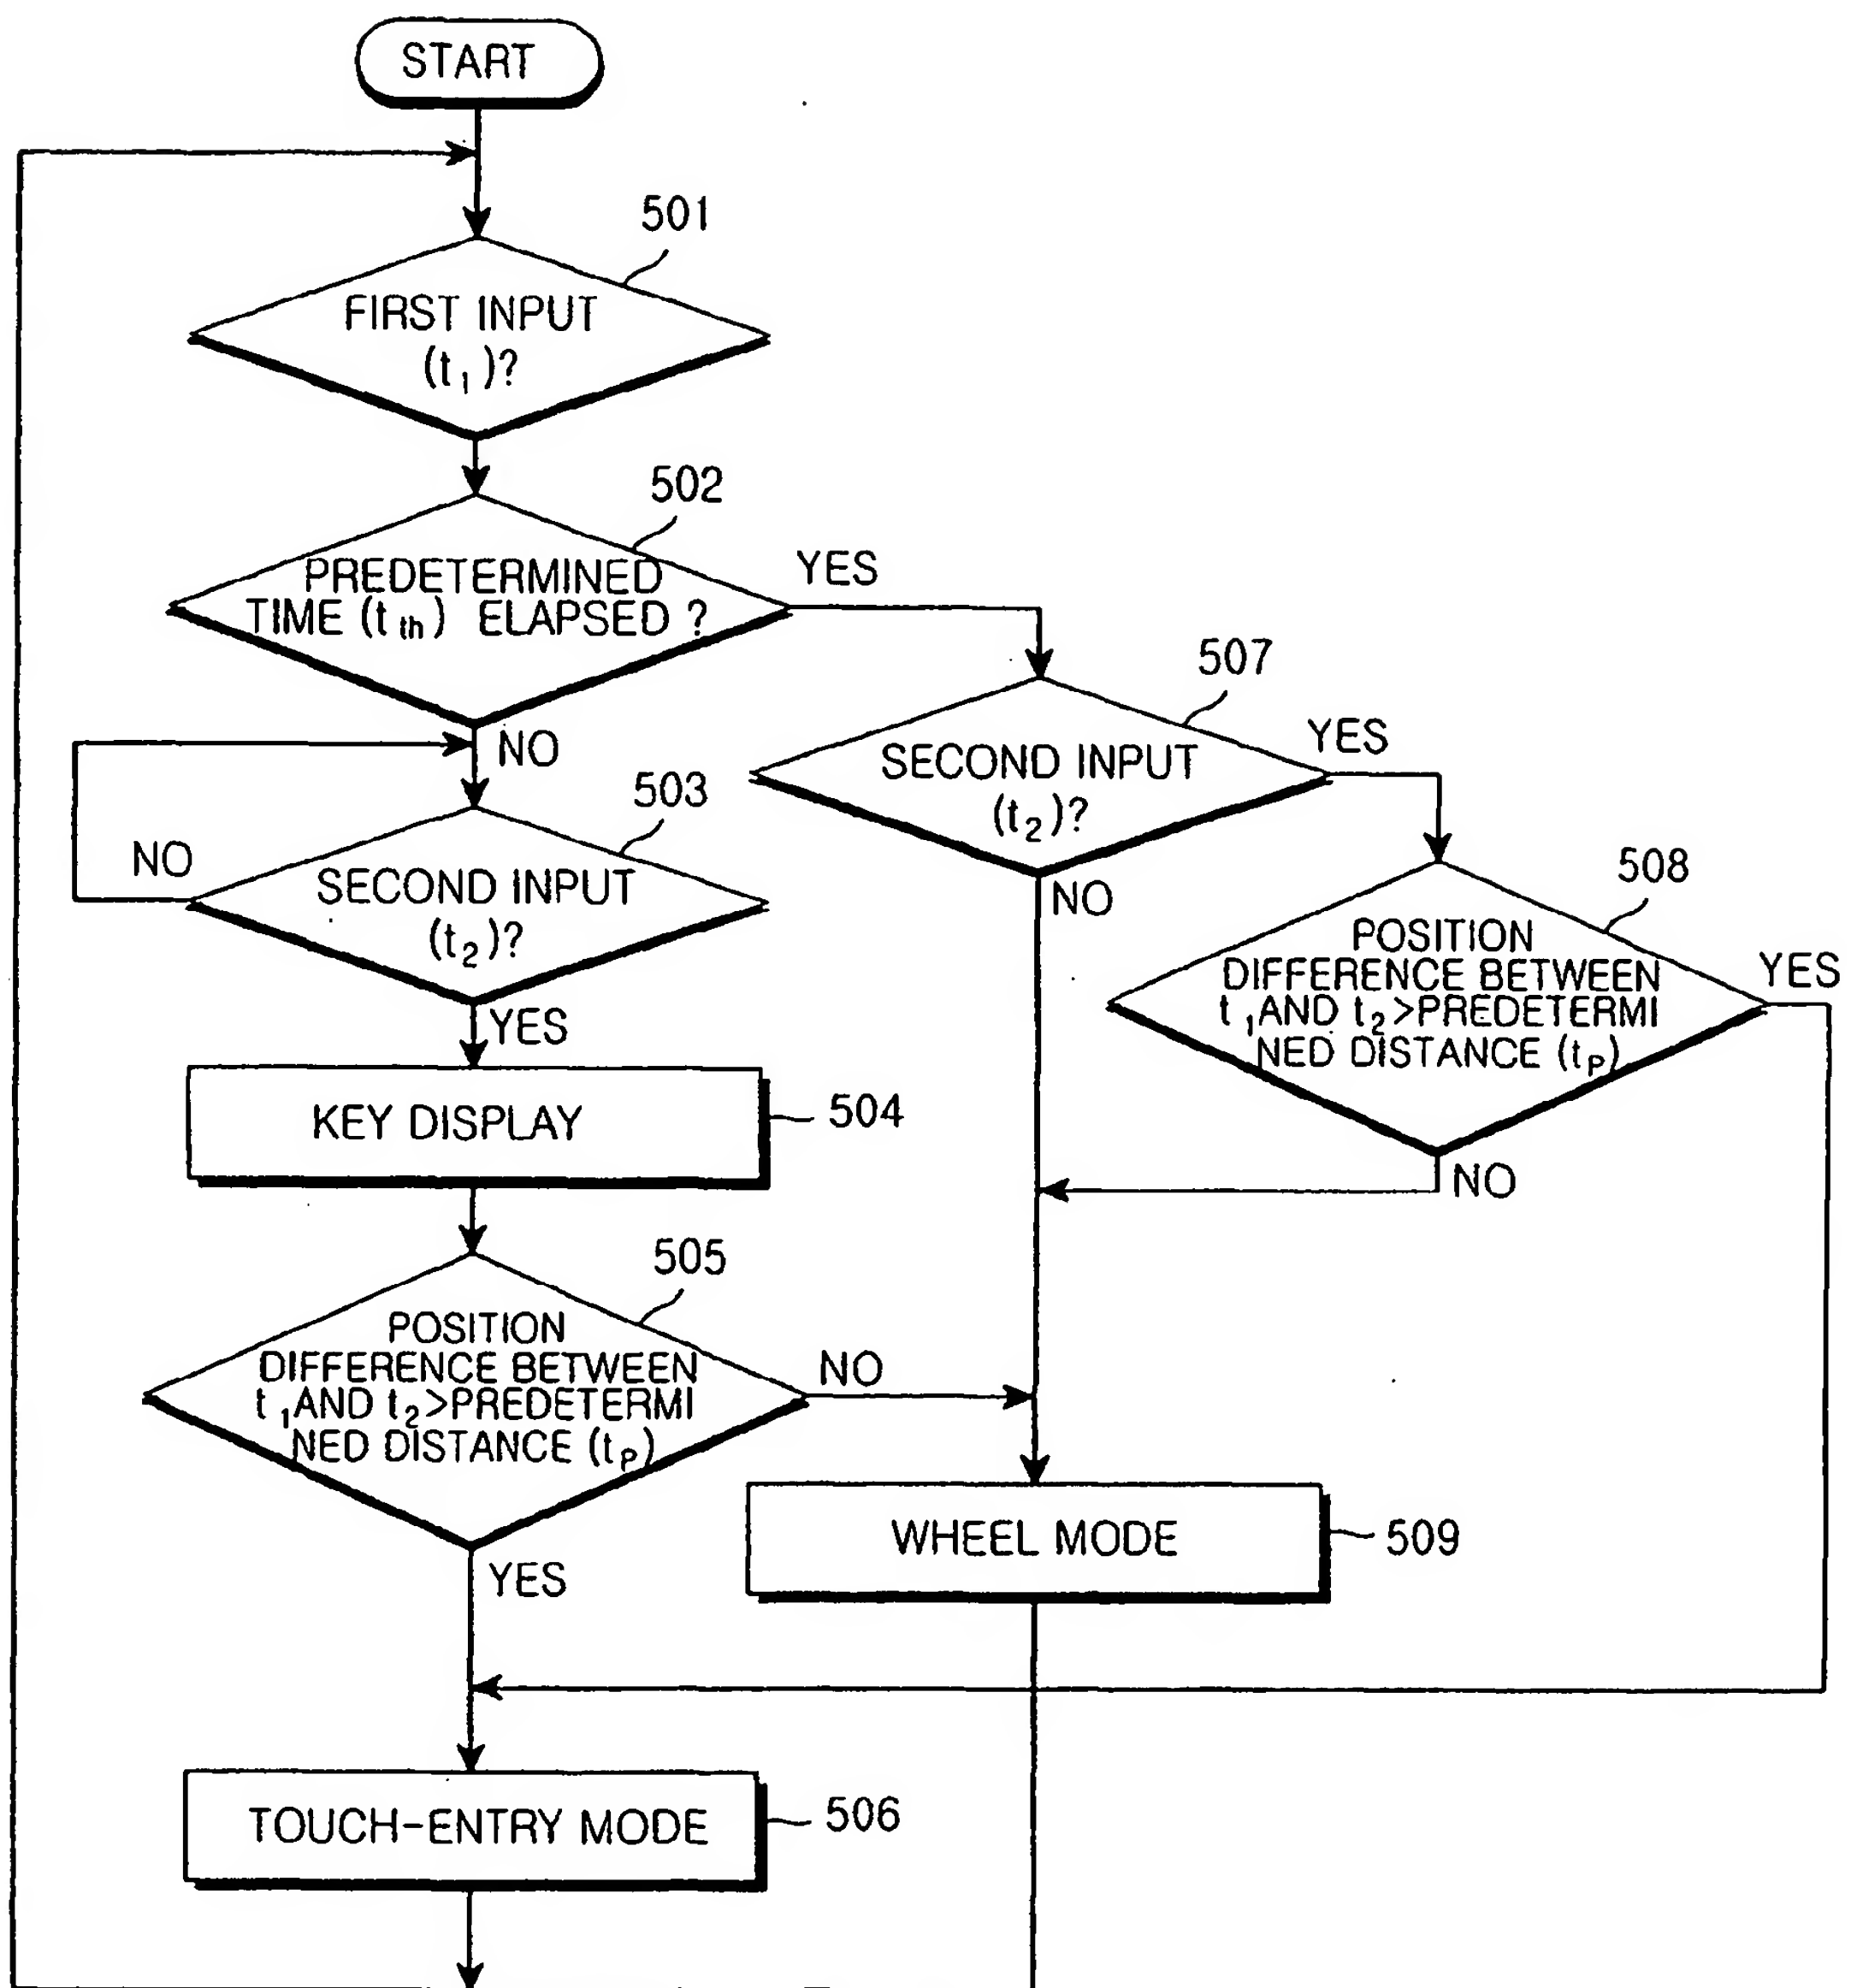 START
501
FIRST INPUT
(t1)?
502
PREDETERMINED
TIME (tth) ELAPSED ?
YES
NO
507
SECOND INPUT
(t2)?
YES
NO
503
SECOND INPUT
(t2)?
NO
YES
508
POSITION
DIFFERENCE BETWEEN
t1AND t2>PREDETERMI
NED DISTANCE (tP)
YES
NO
KEY DISPLAY
504
505
POSITION
DIFFERENCE BETWEEN
t1AND t2>PREDETERMI
NED DISTANCE (tP)
NO
YES
WHEEL MODE
509
TOUCH-ENTRY MODE
506